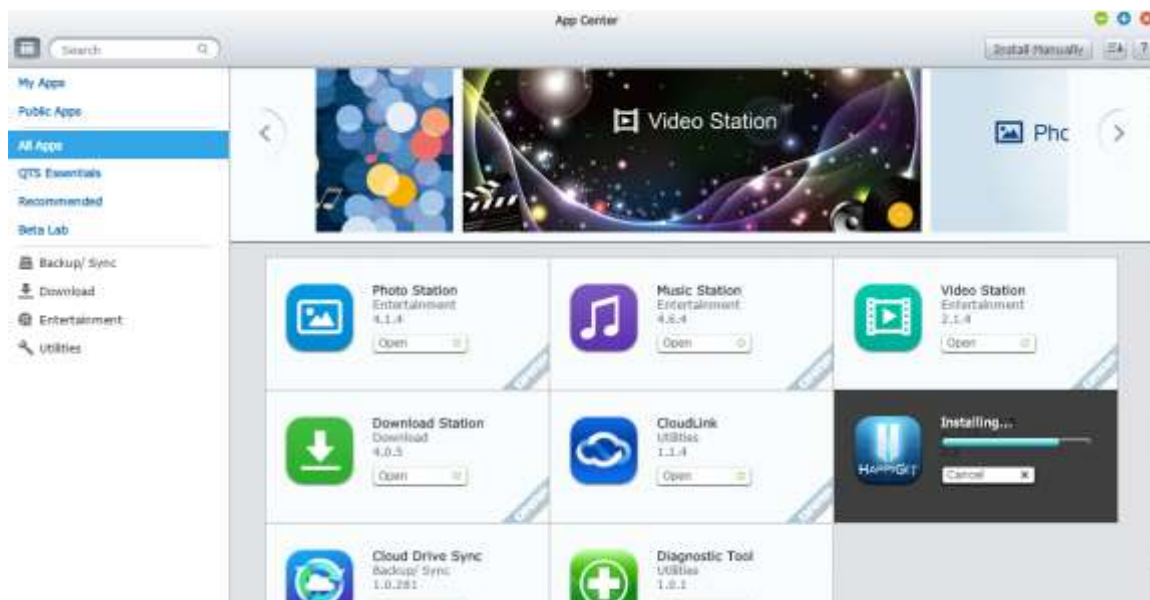 App Center
Search
Install Manually
?
My Apps
Public Apps
All Apps
QTS Essentials
Recommended
Beta Lab
Backup/ Sync
Download
Entertainment
Utilities
Video Station
Pho
Photo Station
Entertainment
4.1.4
Open
Music Station
Entertainment
4.6.4
Open
Video Station
Entertainment
2.1.4
Open
Download Station
Download
4.0.5
Open
CloudLink
Utilities
1.1.4
Open
HAPPYGET
Installing...
Cancel
Cloud Drive Sync
Backup/ Sync
1.0.281
Diagnostic Tool
Utilities
1.0.1